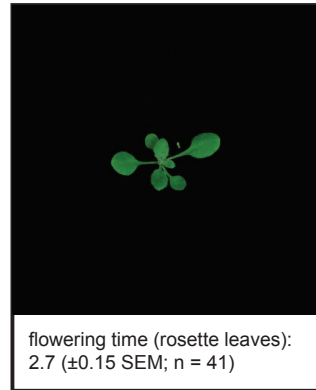 flowering time (rosette leaves):
2.7 (±0.15 SEM; n = 41)